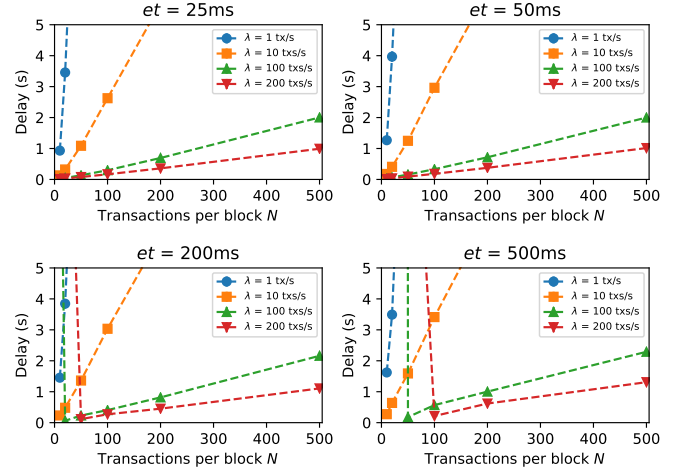 et = 25ms
et = 50ms
5
4
3
2
1
0
Delay (s)
λ = 1 tx/s
λ = 10 txs/s
λ = 100 txs/s
λ = 200 txs/s
0 100 200 300 400 500
Transactions per block N
5
4
3
2
1
0
Delay (s)
λ = 1 tx/s
λ = 10 txs/s
λ = 100 txs/s
λ = 200 txs/s
0 100 200 300 400 500
Transactions per block N
et = 200ms
et = 500ms
5
4
3
2
1
0
Delay (s)
λ = 1 tx/s
λ = 10 txs/s
λ = 100 txs/s
λ = 200 txs/s
0 100 200 300 400 500
Transactions per block N
5
4
3
2
1
0
Delay (s)
λ = 1 tx/s
λ = 10 txs/s
λ = 100 txs/s
λ = 200 txs/s
0 100 200 300 400 500
Transactions per block N